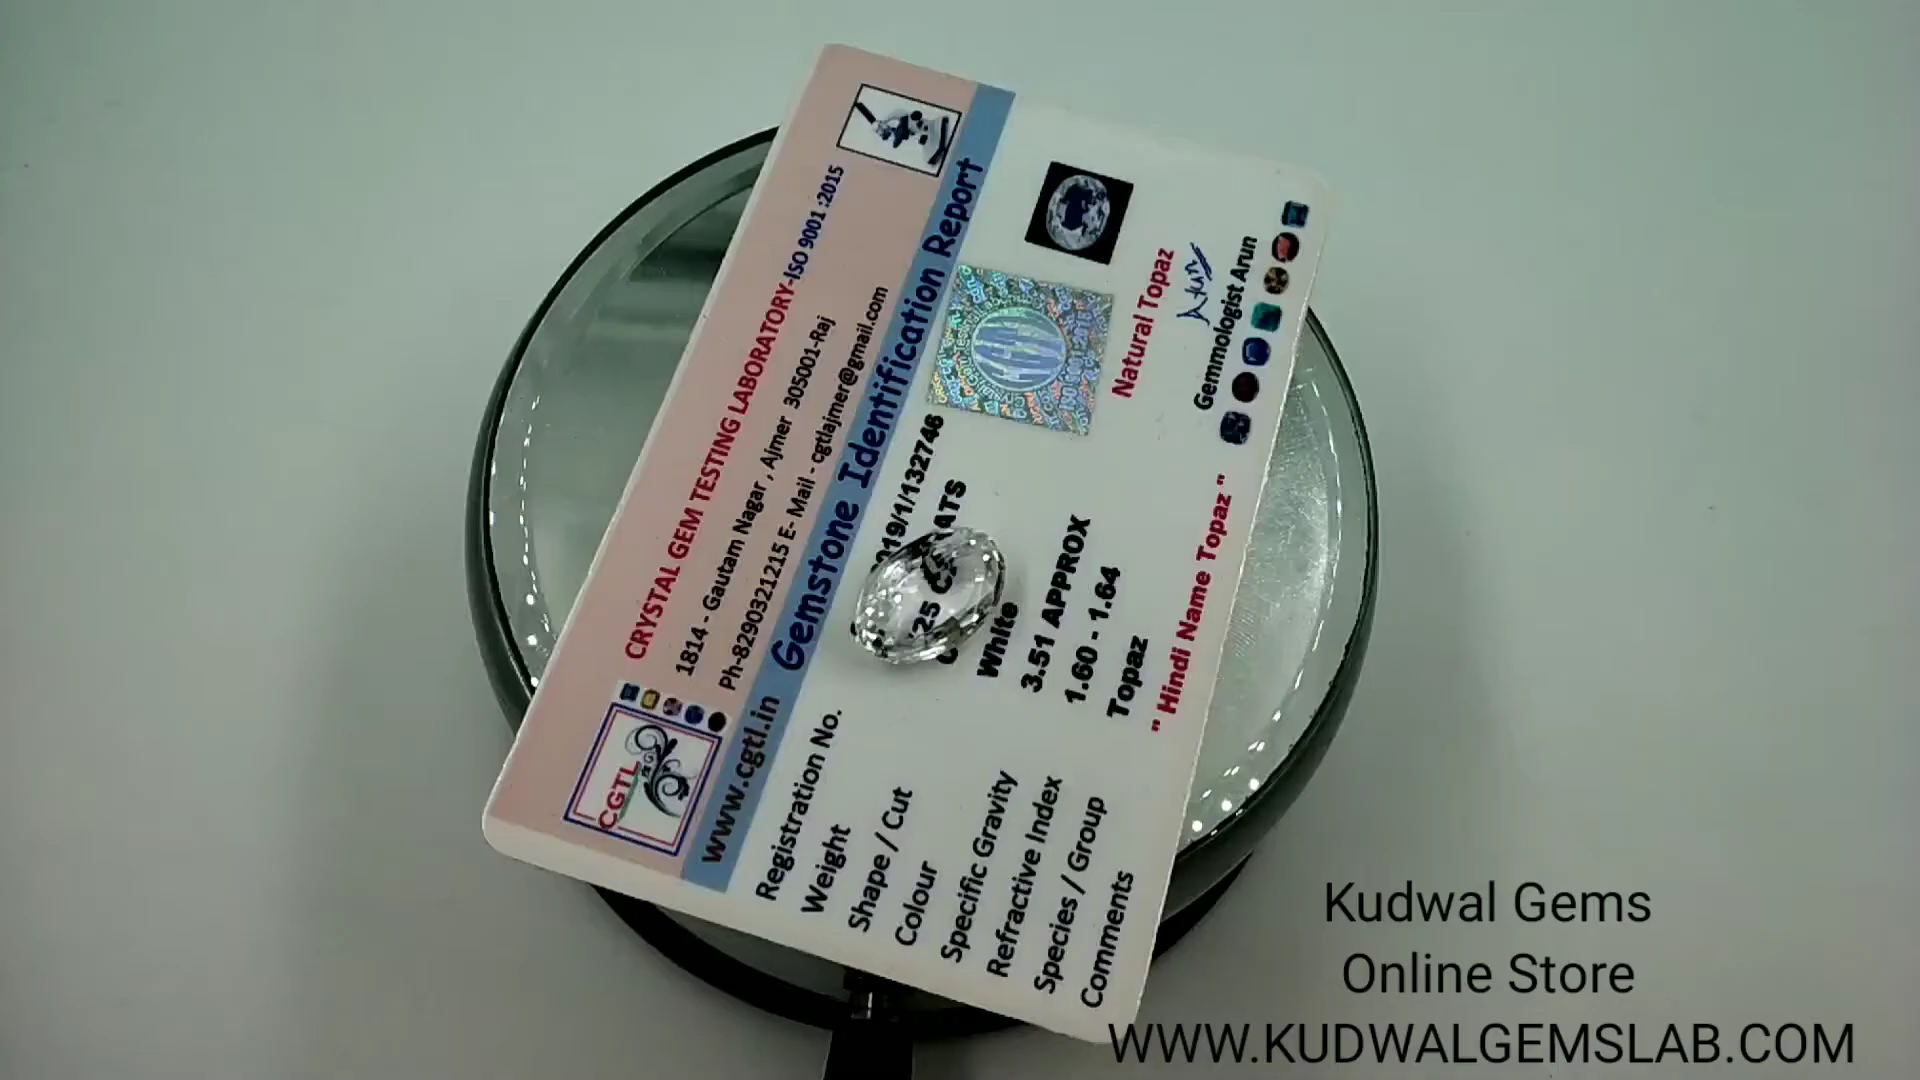 CRYSTAL GEM TESTING LABORATORY-ISO 9001 :2015
1814 - Gautam Nagar , Ajmer 305001-Raj
Ph-8290321215 E- Mail - cgtlajmer@gmail.com
CGTL
www.cgtl.in Gemstone Identification Report
Registration No.
Weight
Shape / Cut
Colour White
Specific Gravity 3.51 APPROX
Refractive Index 1.60 - 1.64
Species / Group Topaz
Comments " Hindi Name Topaz "
Natural Topaz
Arun
Gemmologist Arun
Kudwal Gems
Online Store
WWW.KUDWALGEMSLAB.COM